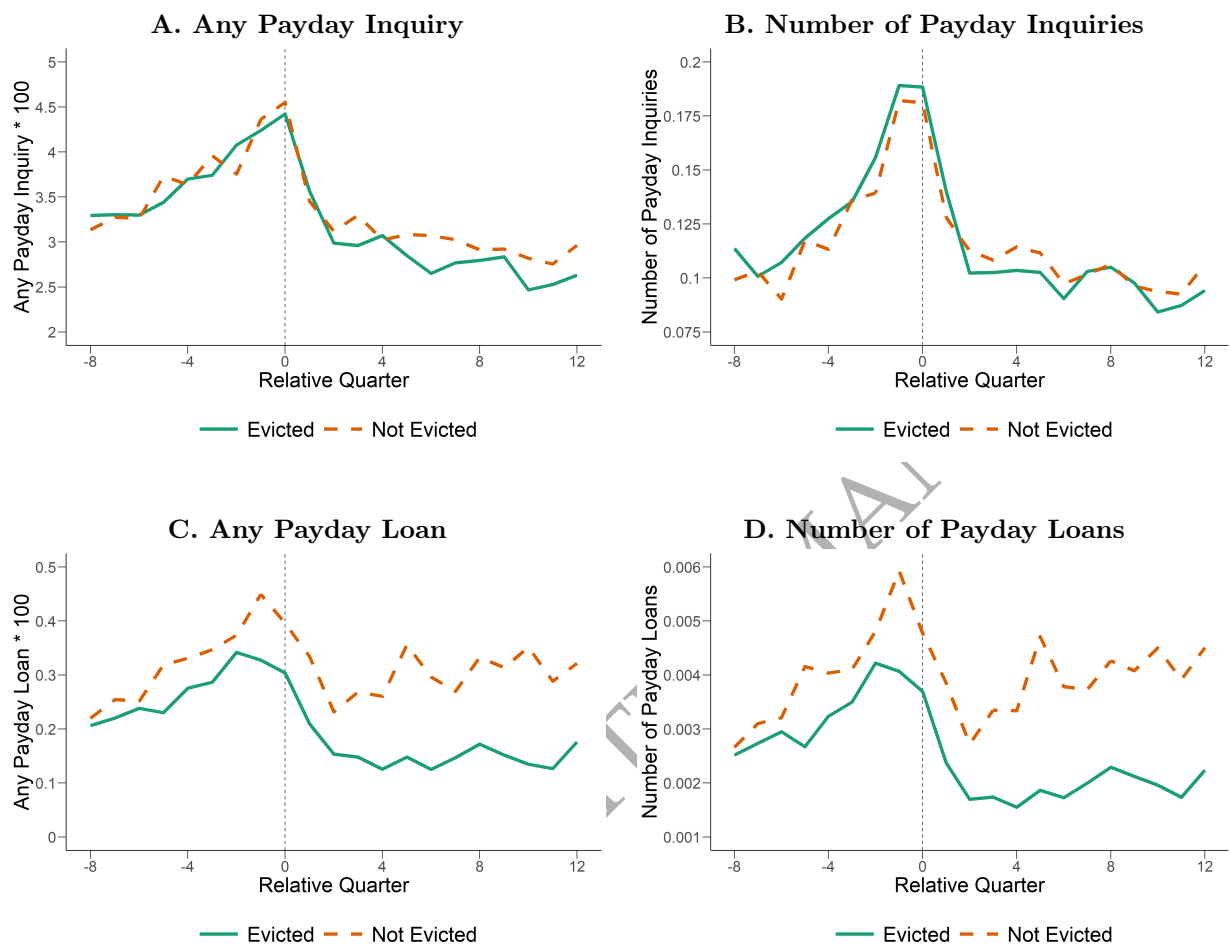 A. Any Payday Inquiry
Any Payday Inquiry * 100
5
4.5
4
3.5
3
2.5
2
-8 -4 0 4 8 12
Relative Quarter
Evicted Not Evicted
B. Number of Payday Inquiries
Number of Payday Inquiries
0.2
0.175
0.15
0.125
0.1
0.075
-8 -4 0 4 8 12
Relative Quarter
Evicted Not Evicted
C. Any Payday Loan
Any Payday Loan * 100
0.5
0.4
0.3
0.2
0.1
0
-8 -4 0 4 8 12
Relative Quarter
Evicted Not Evicted
D. Number of Payday Loans
Number of Payday Loans
0.006
0.005
0.004
0.003
0.002
0.001
-8 -4 0 4 8 12
Relative Quarter
Evicted Not Evicted